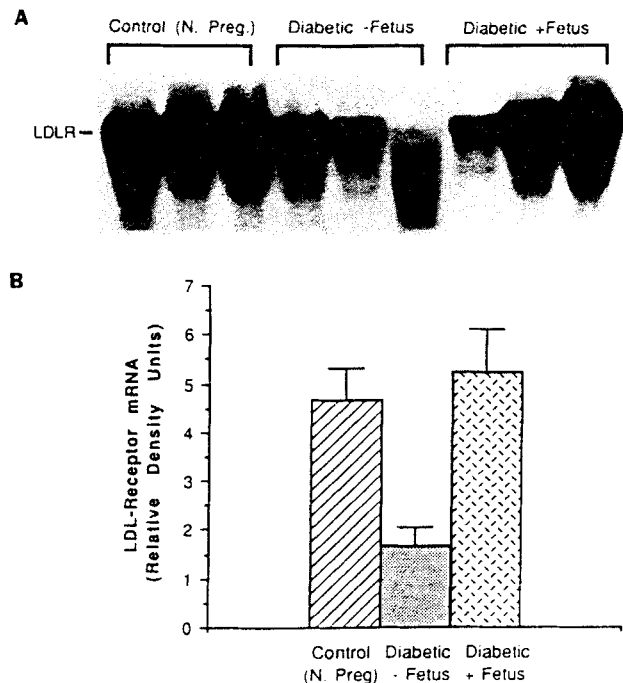 A
Control (N. Preg.) Diabetic -Fetus Diabetic +Fetus
LDLR
B
LDL-Receptor mRNA
(Relative Density Units)
7
6
5
4
3
2
1
0
Control Diabetic Diabetic
(N. Preg) - Fetus + Fetus